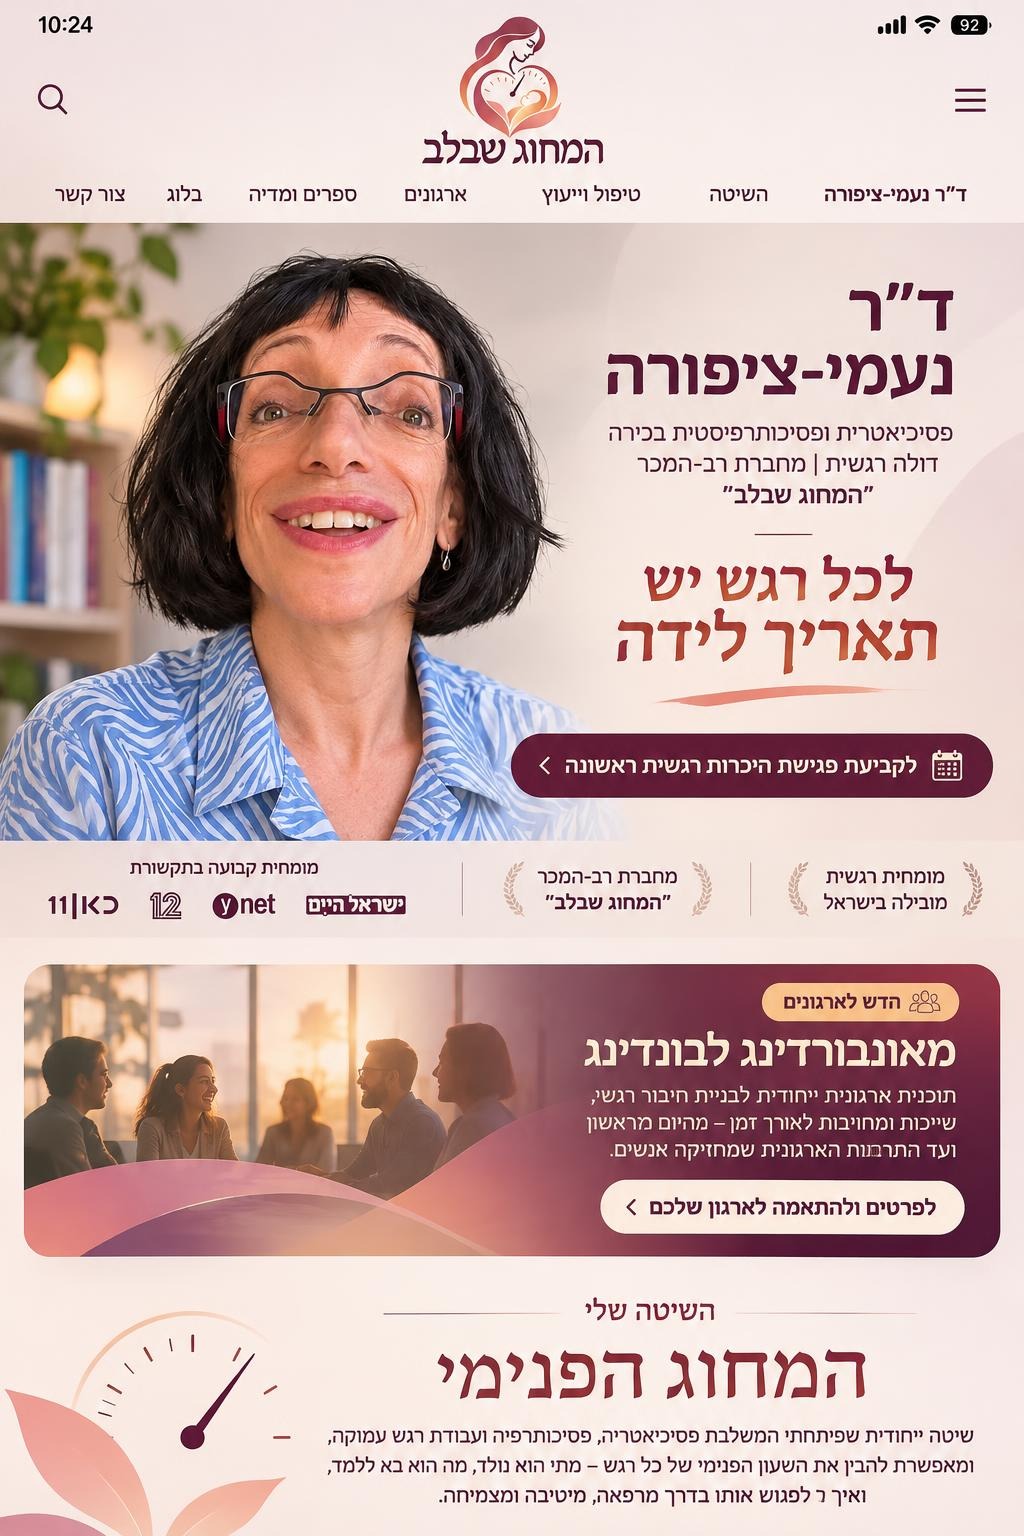 10:24
92
המחוג שבלב
ד״ר נעמי-ציפורה
השיטה
טיפול וייעוץ
ארגונים
ספרים ומדיה
בלוג
צור קשר
ד״ר
נעמי-ציפורה
פסיכיאטרית ופסיכותרפיסטית בכירה
דולה רגשית | מחברת רב-המכר
״המחוג שבלב״
לכל רגש יש
תאריך לידה
לקביעת פגישת היכרות רגשית ראשונה
מומחית רגשית
מובילה בישראל
מחברת רב-המכר
״המחוג שבלב״
מומחית קבועה בתקשורת
ישראל היום
ynet
12
כאן|11
הדש לארגונים
מאונבורדינג לבונדינג
תוכנית ארגונית ייחודית לבניית חיבור רגשי,
שייכות ומחויבות לאורך זמן – מהיום מראשון
ועד הארגונית שמחזיקה אנשים.
לפרטים ולהתאמה לארגון שלכם
השיטה שלי
המחוג הפנימי
שיטה ייחודית שפיתחתי המשלבת פסיכיאטריה, פסיכותרפיה ועבודת רגש עמוקה,
ומאפשרת להבין את השעון הפנימי של כל רגש – מתי הוא נולד, מה הוא בא ללמד,
ואיך לפגוש אותו בדרך מרפאה, מיטיבה ומצמיחה.